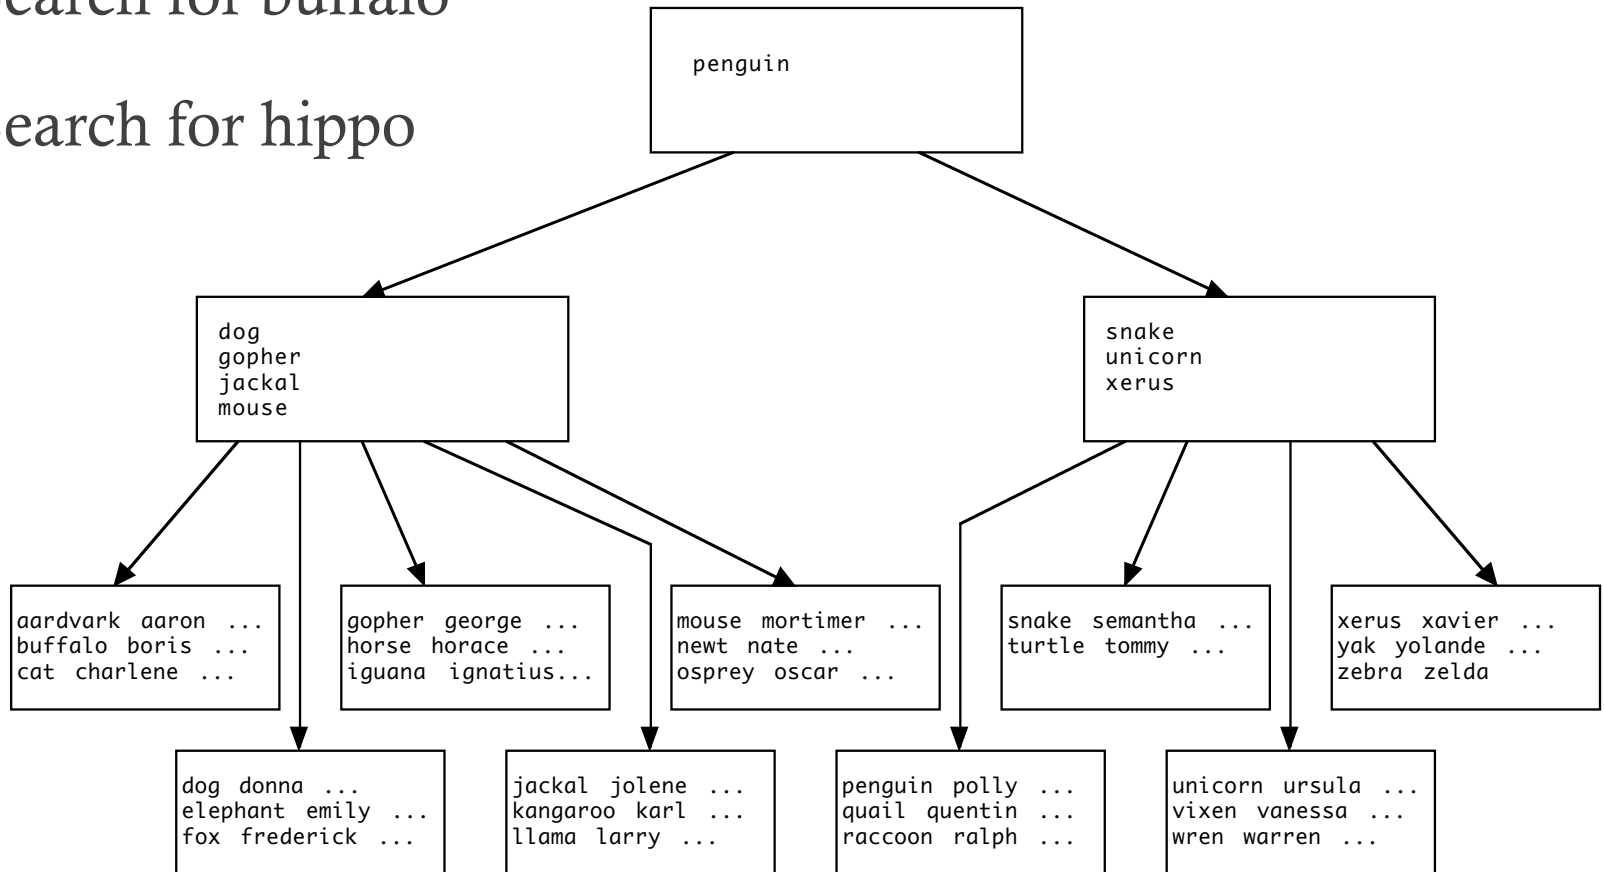 search for buffalo
search for hippo
penguin
dog
gopher
jackal
mouse
snake
unicorn
xerus
aardvark aaron ...
buffalo boris ...
cat charlene ...
gopher george ...
horse horace ...
iguana ignatius...
mouse mortimer ...
newt nate ...
osprey oscar ...
snake semantha ...
turtle tommy ...
xerus xavier ...
yak yolande ...
zebra zelda
dog donna ...
elephant emily ...
fox frederick ...
jackal jolene ...
kangaroo karl ...
llama larry ...
penguin polly ...
quail quentin ...
raccoon ralph ...
unicorn ursula ...
vixen vanessa ...
wren warren ...